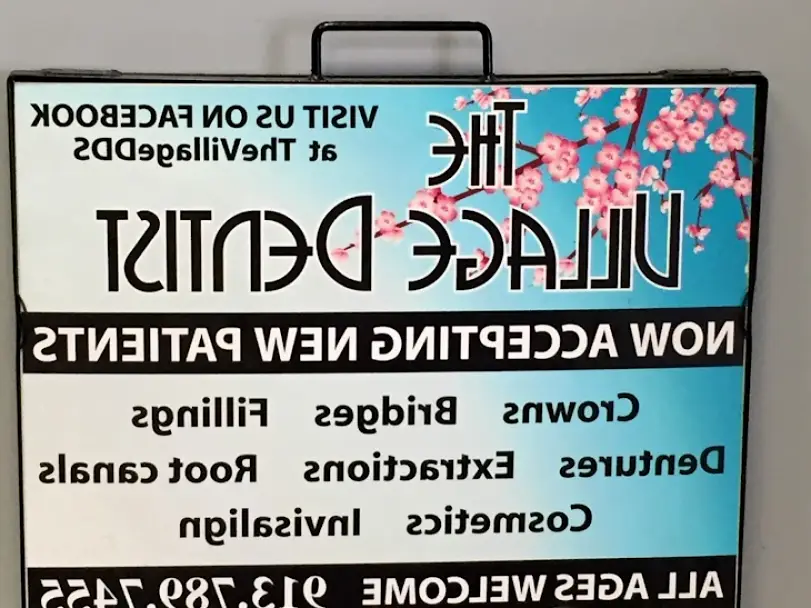 THE
VILLAGE DENTIST
VISIT US ON FACEBOOK
at TheVillageDDS
NOW ACCEPTING NEW PATIENTS
Crowns Bridges Fillings
Dentures Extractions Root canals
Cosmetics Invisalign
ALL AGES WELCOME 913.789.7455